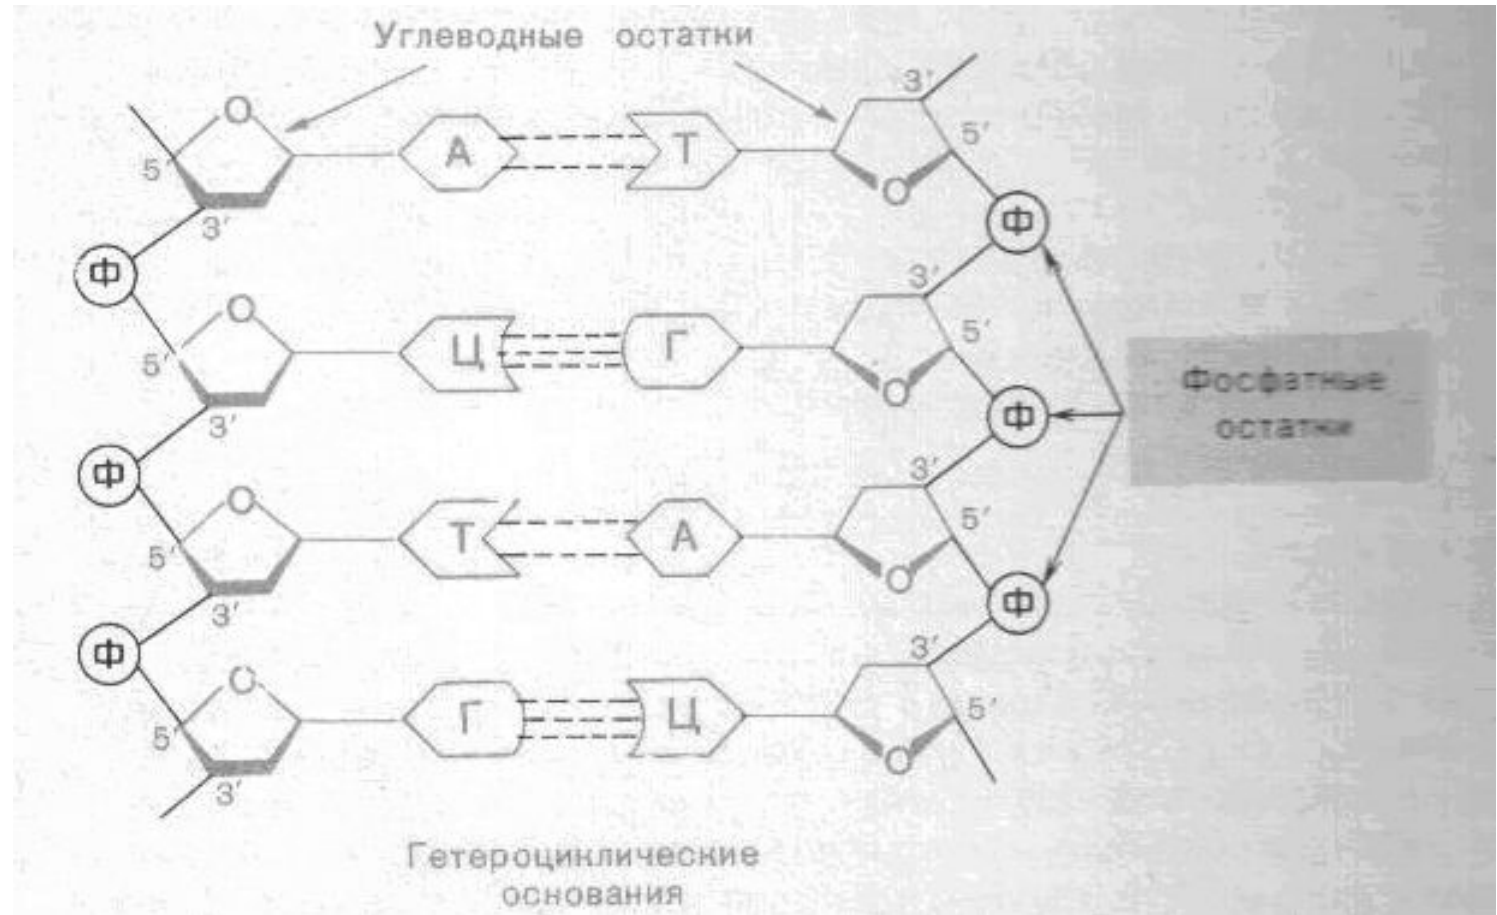 Углеводные остатки
3′
О
5′
А
Т
5′
О
3′
Ф
Ф
О
3′
5′
Ц
Г
5′
О
3′
Фосфатные
остатки
Ф
Ф
3′
О
5′
Т
А
5′
О
3′
Ф
Ф
3′
О
5′
Г
Ц
5′
О
3′
Гетероциклические
основания